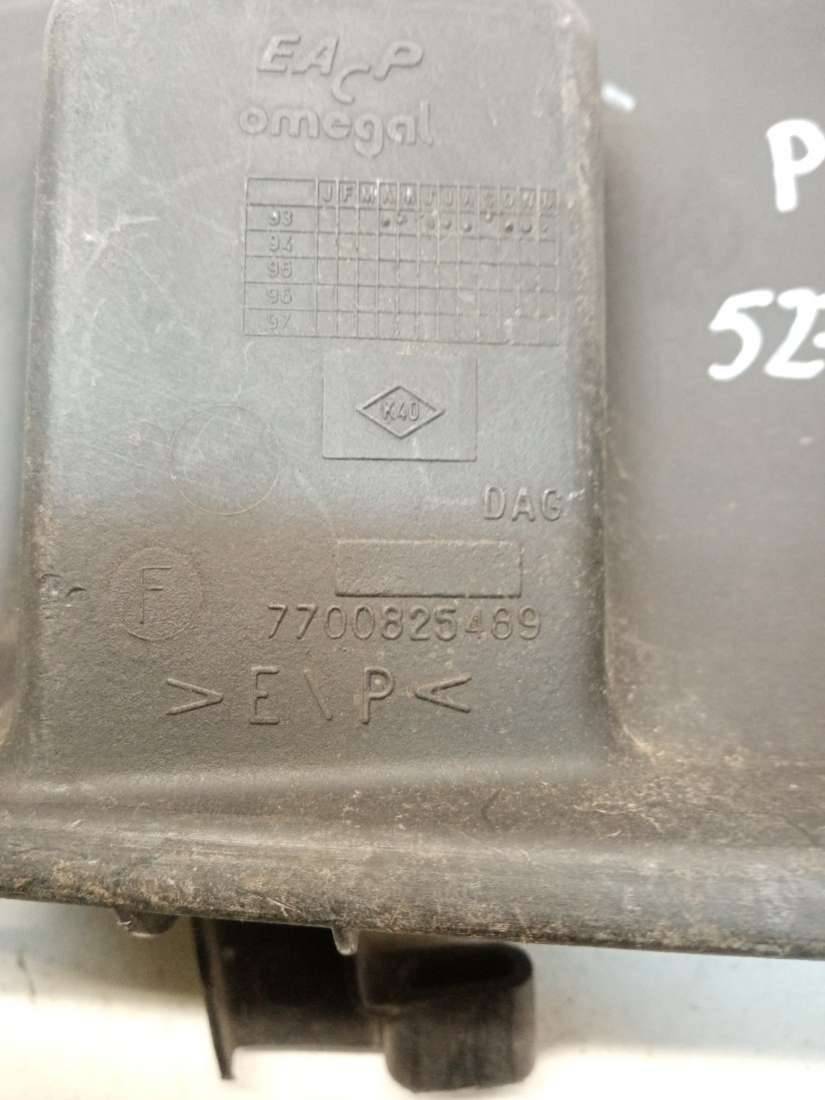 EACP
omegal
J F M A M J J A S O N D
93
94
95
96
97
K40
DAG
F
7700825469
>E\P<
P
52